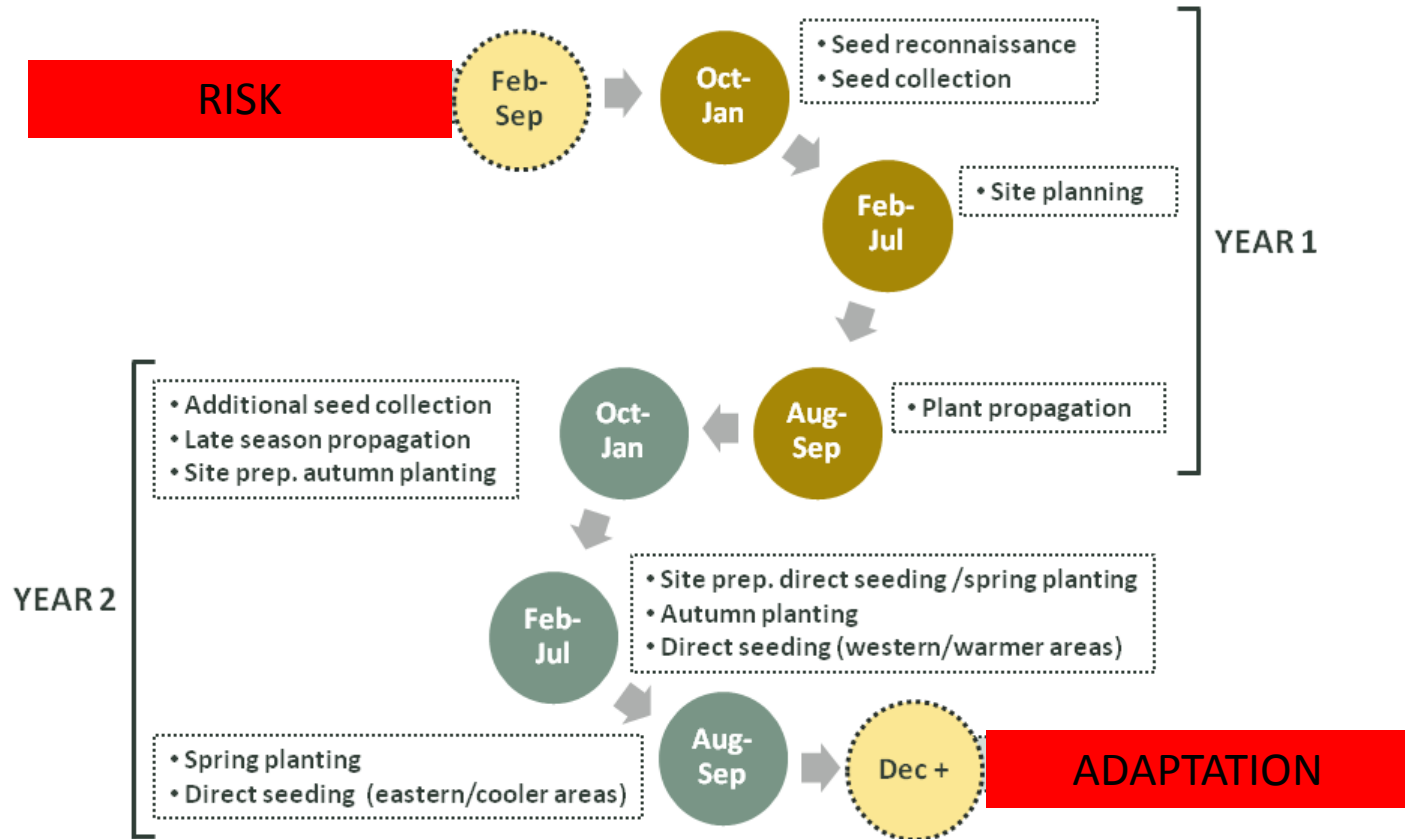 RISK
Feb-
Sep
Oct-
Jan
• Seed reconnaissance
• Seed collection
Feb-
Jul
• Site planning
YEAR 1
Aug-
Sep
• Plant propagation
Oct-
Jan
• Additional seed collection
• Late season propagation
• Site prep. autumn planting
YEAR 2
Feb-
Jul
• Site prep. direct seeding /spring planting
• Autumn planting
• Direct seeding (western/warmer areas)
Aug-
Sep
• Spring planting
• Direct seeding (eastern/cooler areas)
Dec +
ADAPTATION